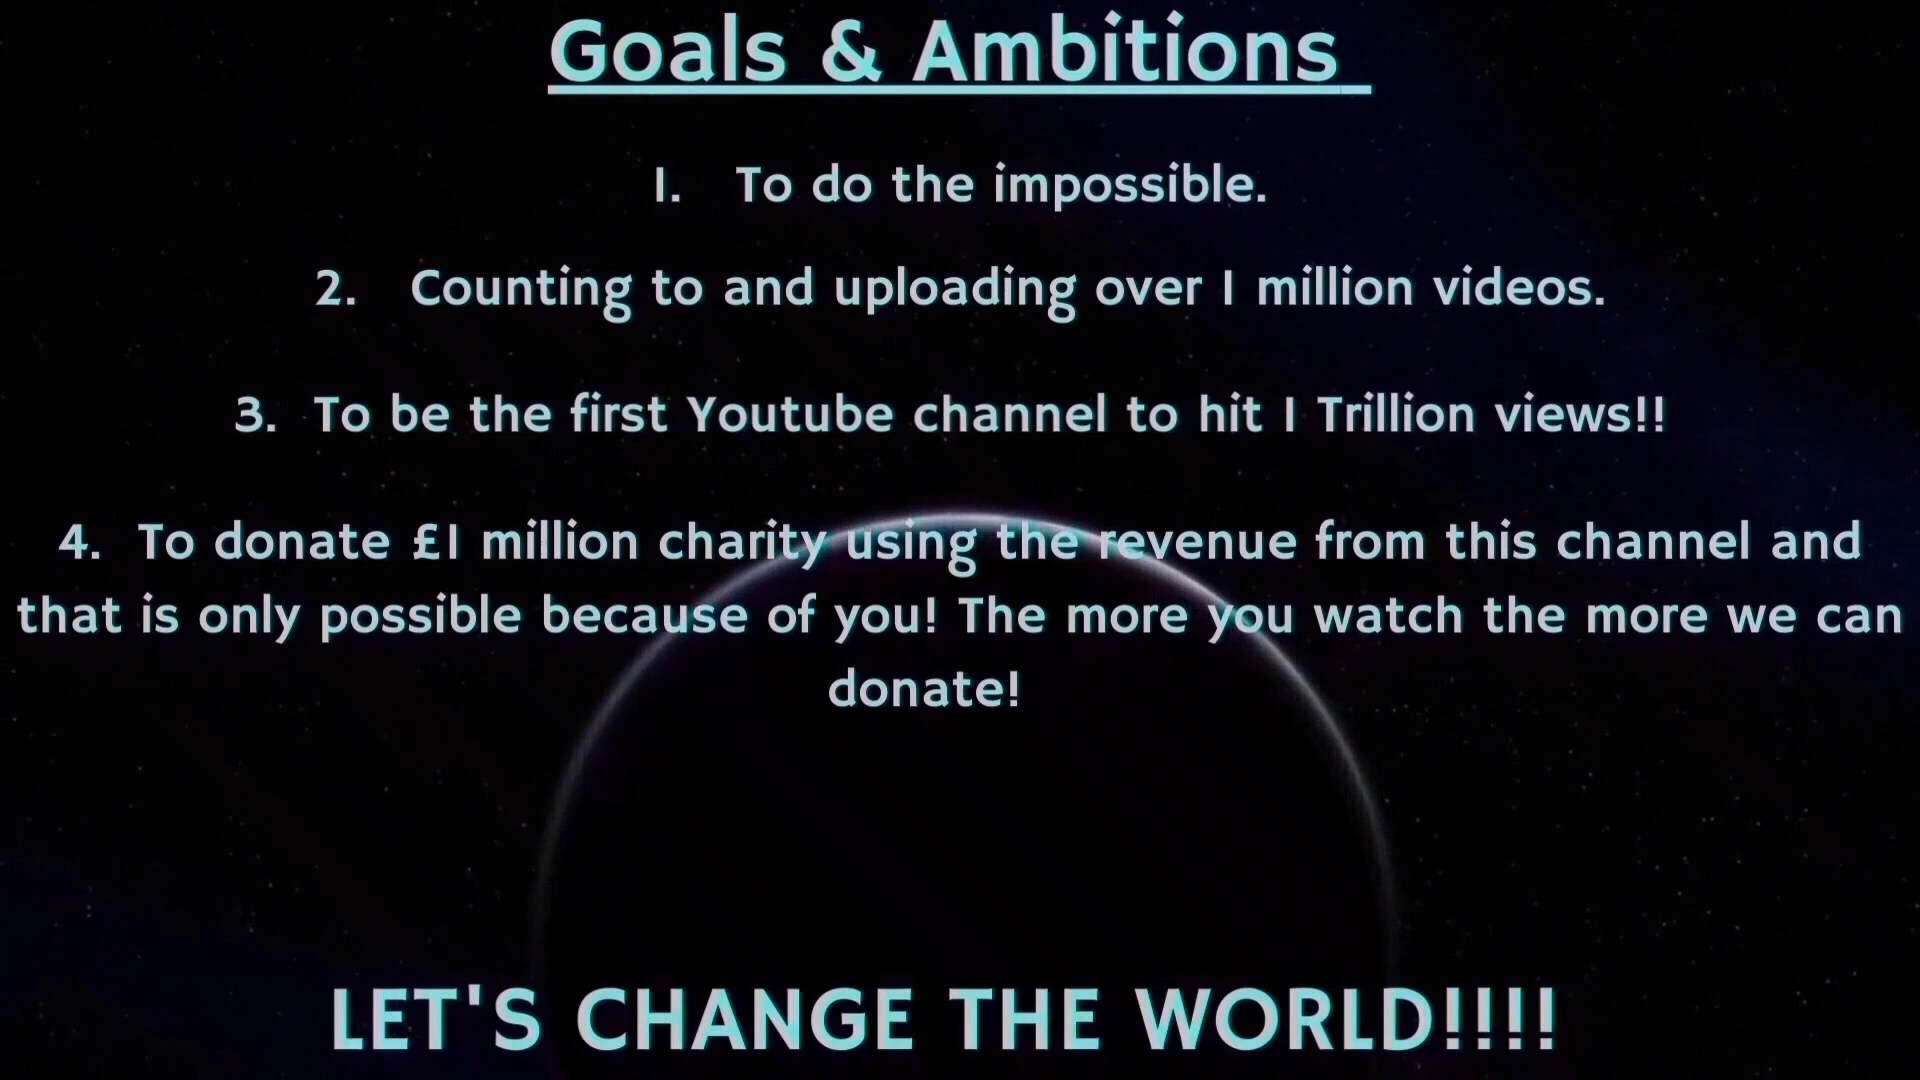 Goals & Ambitions
1. To do the impossible.
2. Counting to and uploading over 1 million videos.
3. To be the first Youtube channel to hit 1 Trillion views!!
4. To donate £1 million charity using the revenue from this channel and
that is only possible because of you! The more you watch the more we can
donate!
LET'S CHANGE THE WORLD!!!!